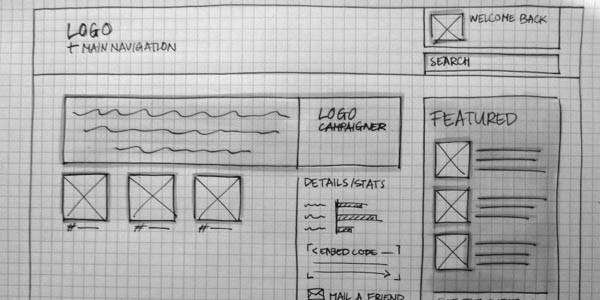 LOGO
+ MAIN NAVIGATION
WELCOME BACK
SEARCH
LOGO
CAMPAIGNER
FEATURED
DETAILS/STATS
#
#
#
<EMBED CODE
MAIL A FRIEND